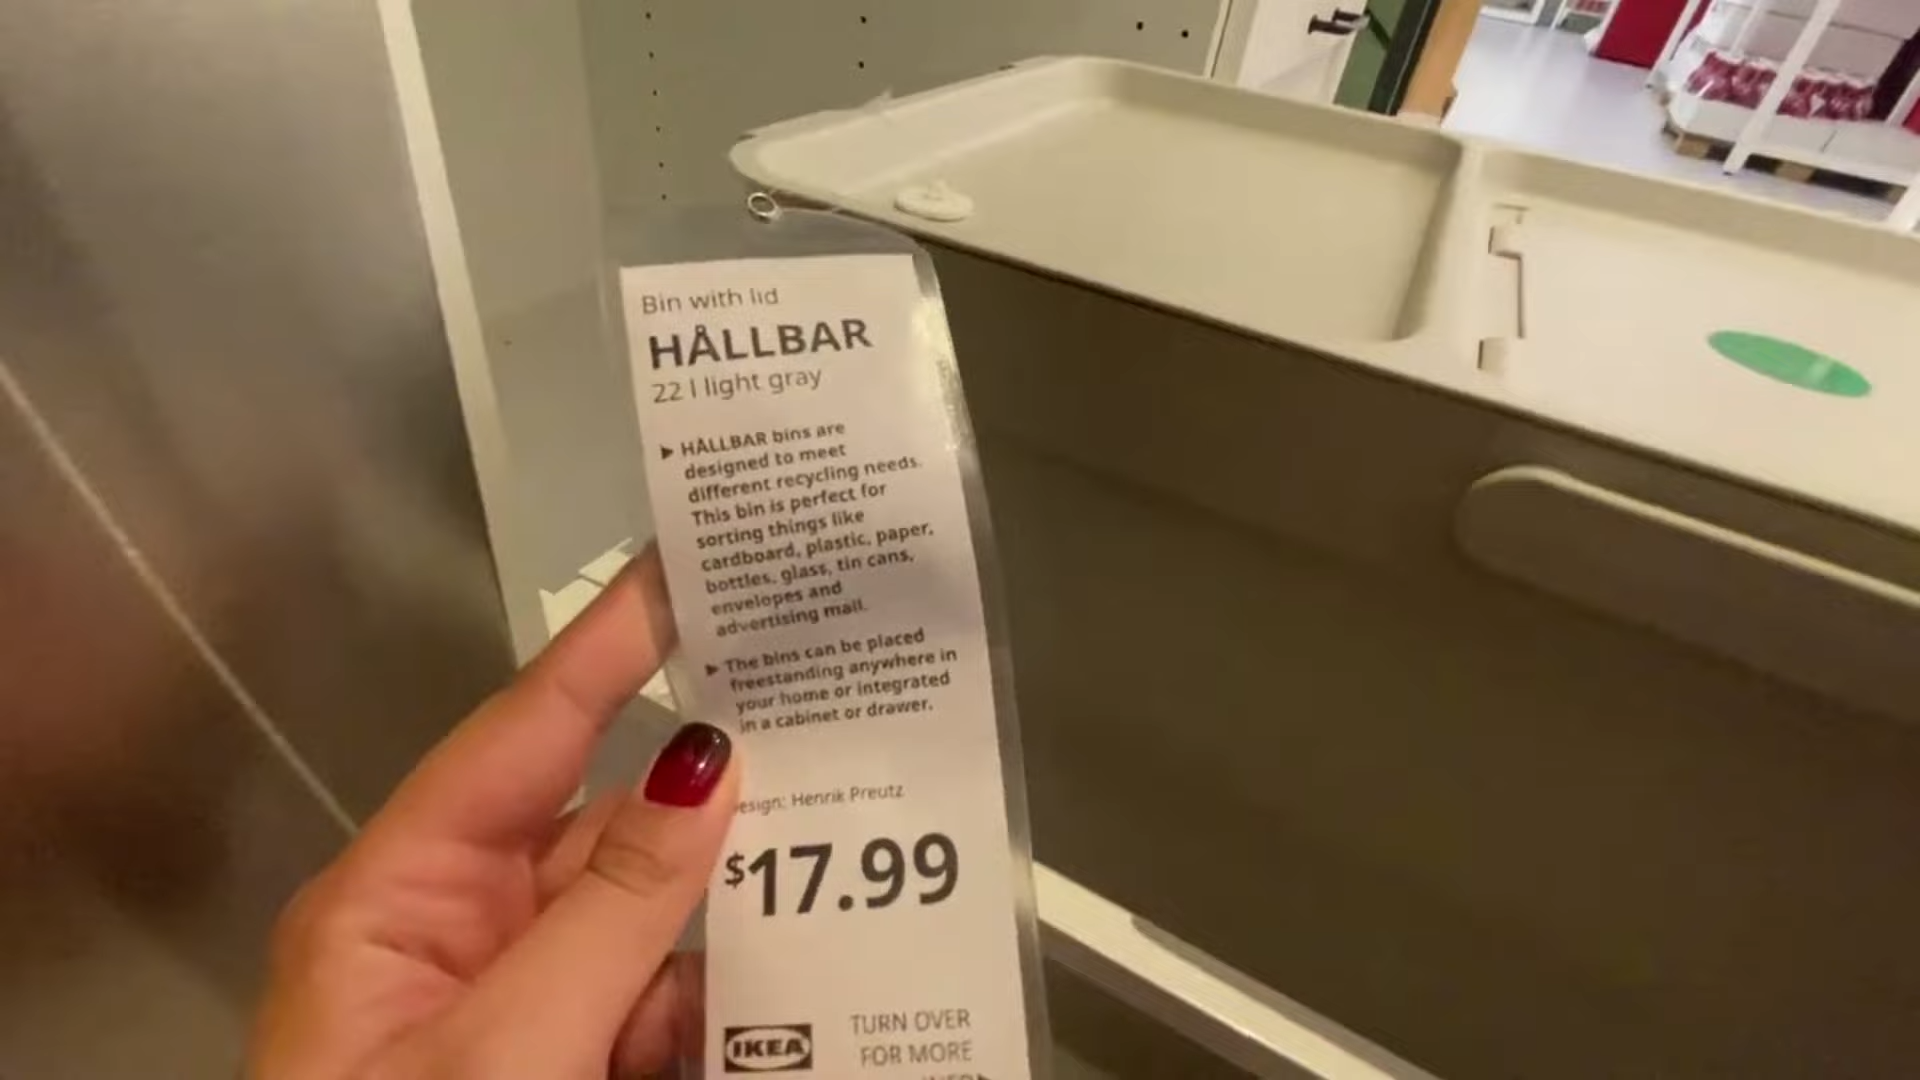 Bin with lid
HÅLLBAR
22 l light gray
► HÅLLBAR bins are
designed to meet
different recycling needs.
This bin is perfect for
sorting things like
cardboard, plastic, paper,
bottles, glass, tin cans,
envelopes and
advertising mail.
► The bins can be placed
freestanding anywhere in
your home or integrated
in a cabinet or drawer.
esign: Henrik Preutz
$17.99
IKEA
TURN OVER
FOR MORE